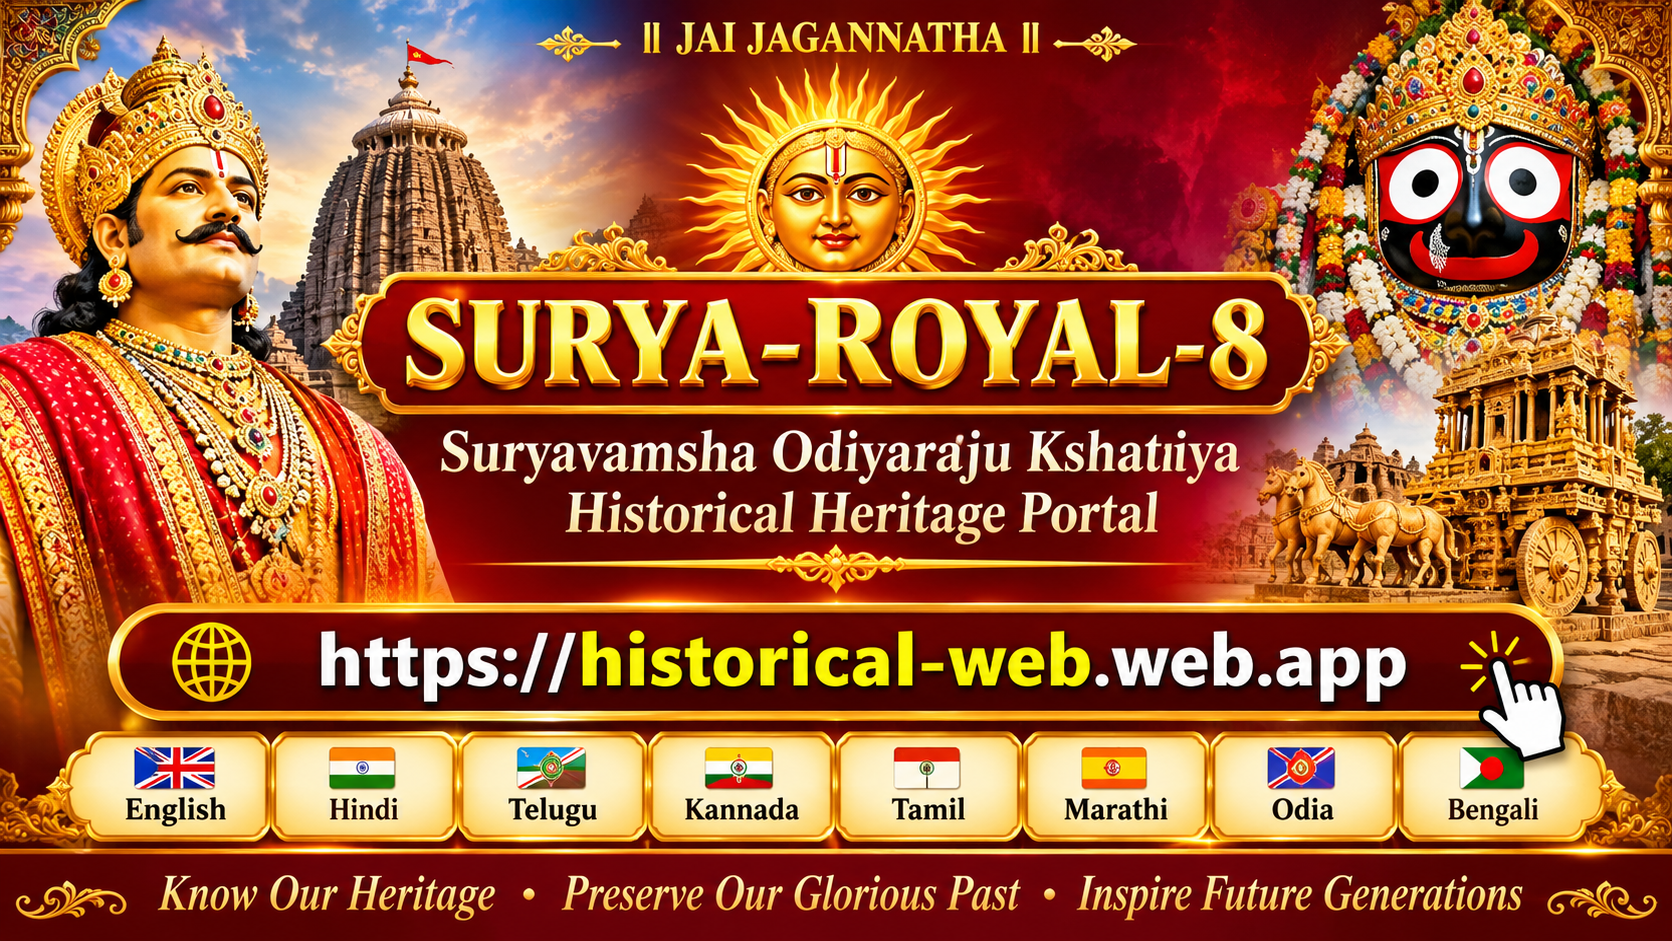 ॥ JAI JAGANNATHA ॥
SURYA-ROYAL-8
Suryavamsha Odiyaraju Kshatriya
Historical Heritage Portal
https://historical-web.web.app
English Hindi Telugu Kannada Tamil Marathi Odia Bengali
Know Our Heritage • Preserve Our Glorious Past • Inspire Future Generations